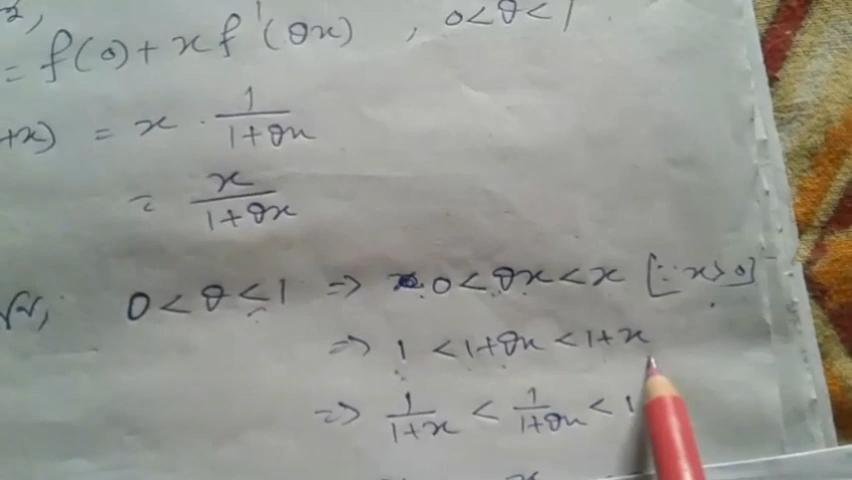 = f(0) + x f'(θx) , 0<θ<1
+x) = x · 1/(1+θx)
= x/(1+θx)
0<θ<1 ⇒ 0<θx<x [∵ x>0]
⇒ 1 <1+θx <1+x
⇒ 1/(1+x) < 1/(1+θx) < 1